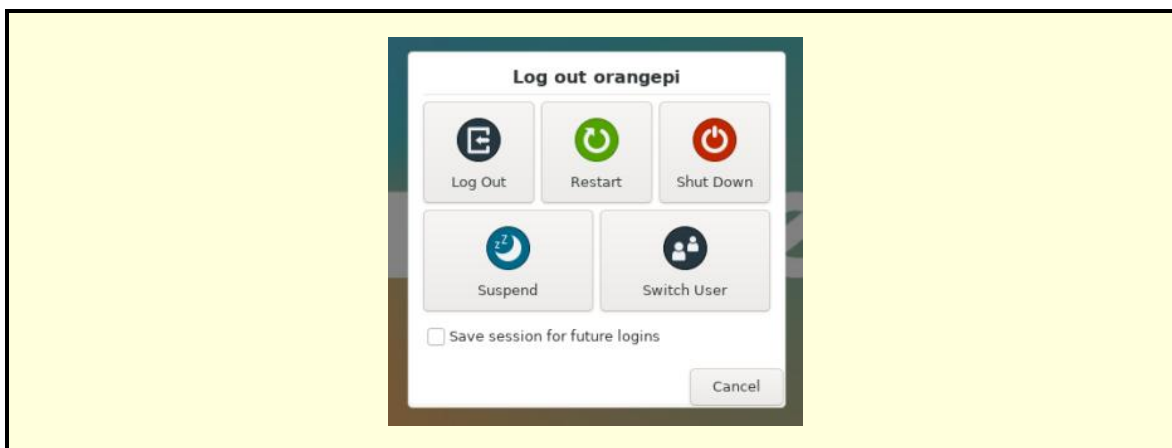 Log out orangepi
Log Out Restart Shut Down
Suspend Switch User
Save session for future logins
Cancel